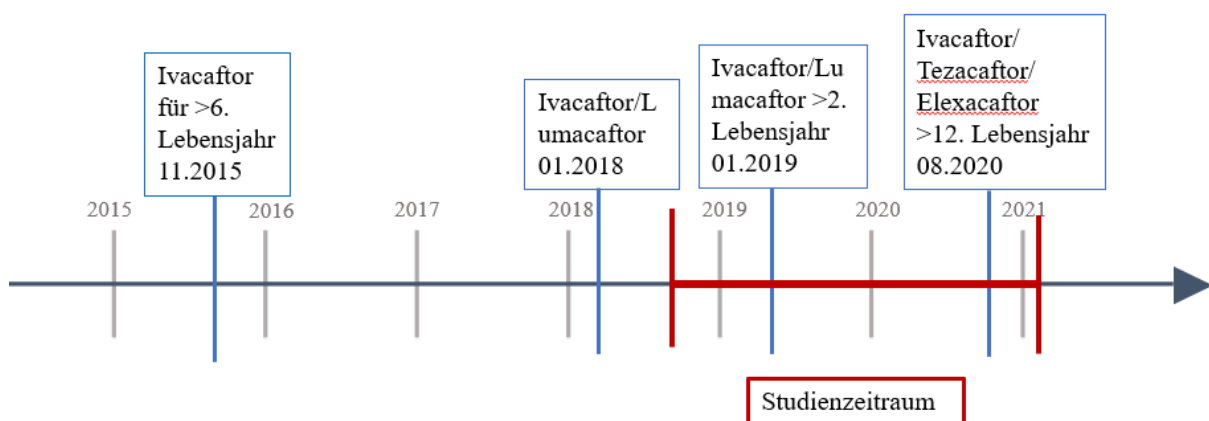 Ivacaftor
für >6.
Lebensjahr
11.2015
Ivacaftor/L
umacaftor
01.2018
Ivacaftor/Lu
macaftor >2.
Lebensjahr
01.2019
Ivacaftor/
Tezacaftor/
Elexacaftor
>12. Lebensjahr
08.2020
2015
2016
2017
2018
2019
2020
2021
Studienzeitraum